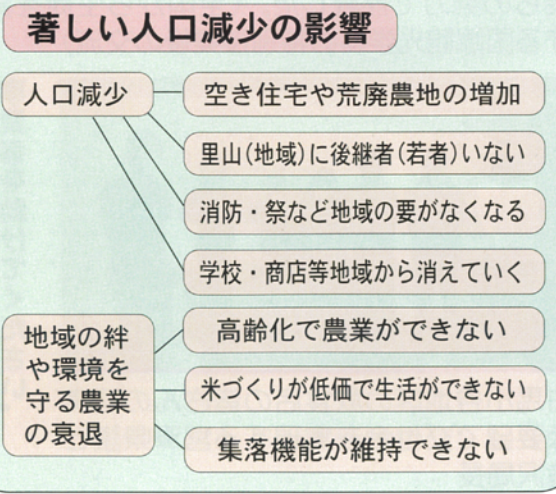 著しい人口減少の影響
人口減少
空き住宅や荒廃農地の増加
里山(地域)に後継者(若者)いない
消防・祭など地域の要がなくなる
学校・商店等地域から消えていく
地域の絆
や環境を
守る農業
の衰退
高齢化で農業ができない
米づくりが低価で生活ができない
集落機能が維持できない